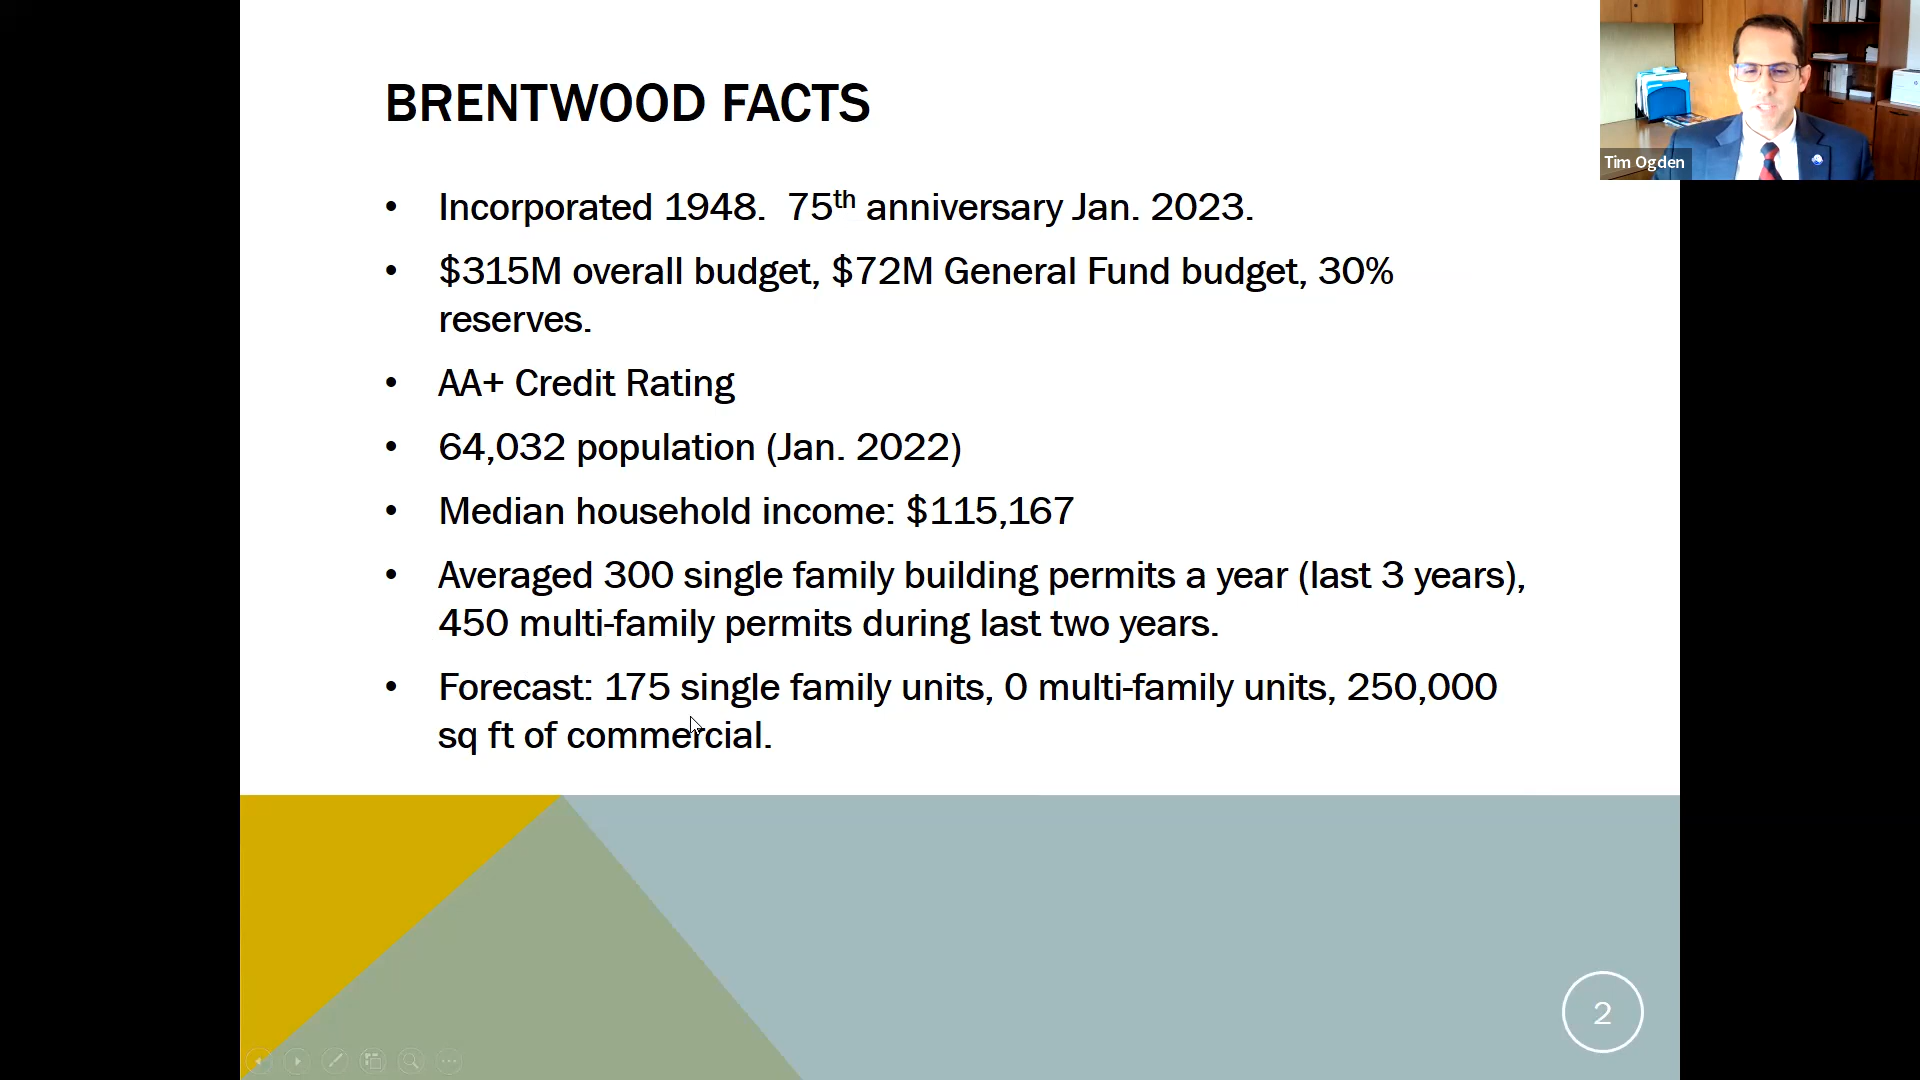 BRENTWOOD FACTS
Tim Ogden
• Incorporated 1948.  75th anniversary Jan. 2023.
• $315M overall budget, $72M General Fund budget, 30%
reserves.
• AA+ Credit Rating
• 64,032 population (Jan. 2022)
• Median household income: $115,167
• Averaged 300 single family building permits a year (last 3 years),
450 multi-family permits during last two years.
• Forecast: 175 single family units, 0 multi-family units, 250,000
sq ft of commercial.
2